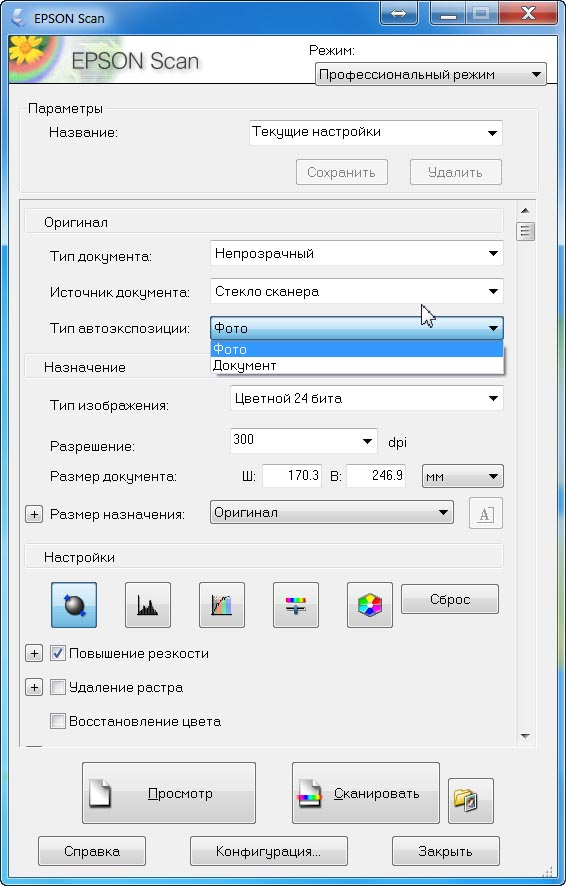 EPSON Scan
EPSON Scan
Режим:
Профессиональный режим
Параметры
Название: Текущие настройки
Сохранить Удалить
Оригинал
Тип документа: Непрозрачный
Источник документа: Стекло сканера
Тип автоэкспозиции: Фото
Фото
Документ
Назначение
Тип изображения: Цветной 24 бита
Разрешение: 300 dpi
Размер документа: Ш: 170.3 В: 246.9 мм
Размер назначения: Оригинал A
Настройки
Сброс
Повышение резкости
Удаление растра
Восстановление цвета
Просмотр Сканировать
Справка Конфигурация... Закрыть